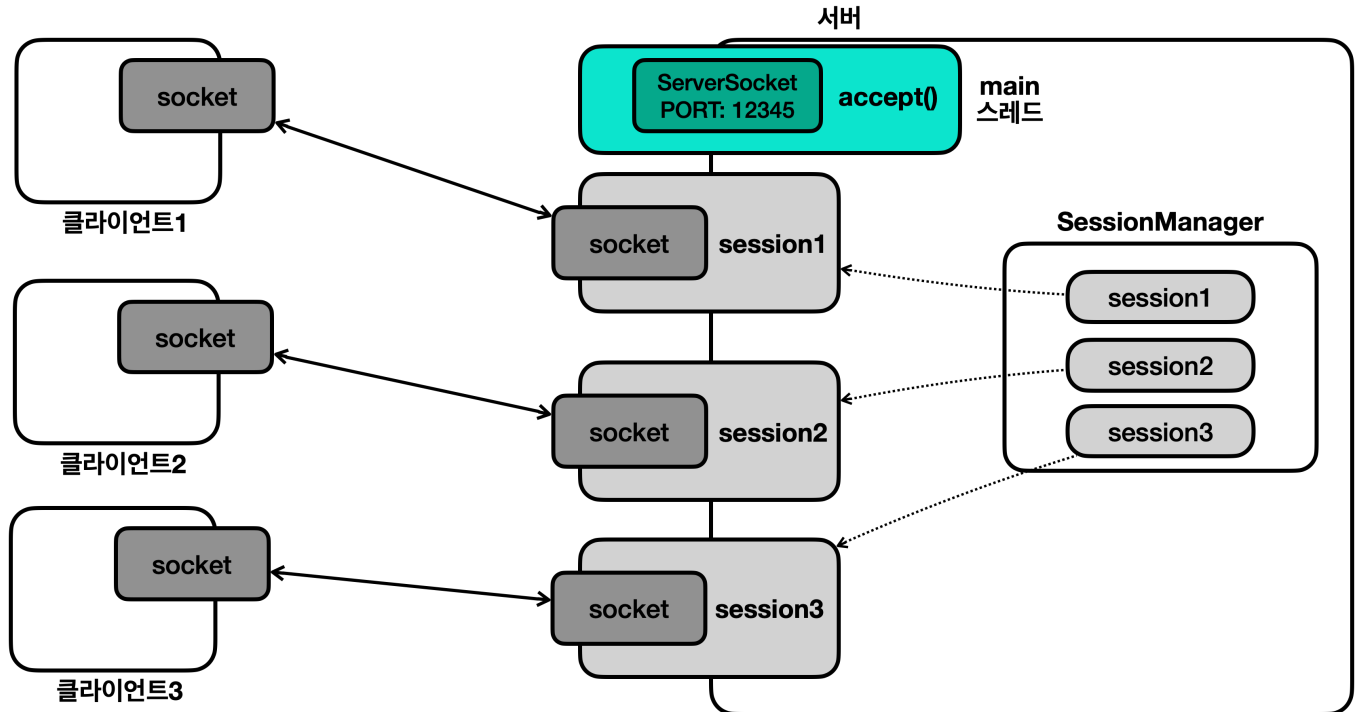 서버
socket
클라이언트1
ServerSocket
PORT: 12345
accept()
main
스레드
socket
session1
SessionManager
session1
session2
session3
socket
클라이언트2
socket
session2
socket
클라이언트3
socket
session3